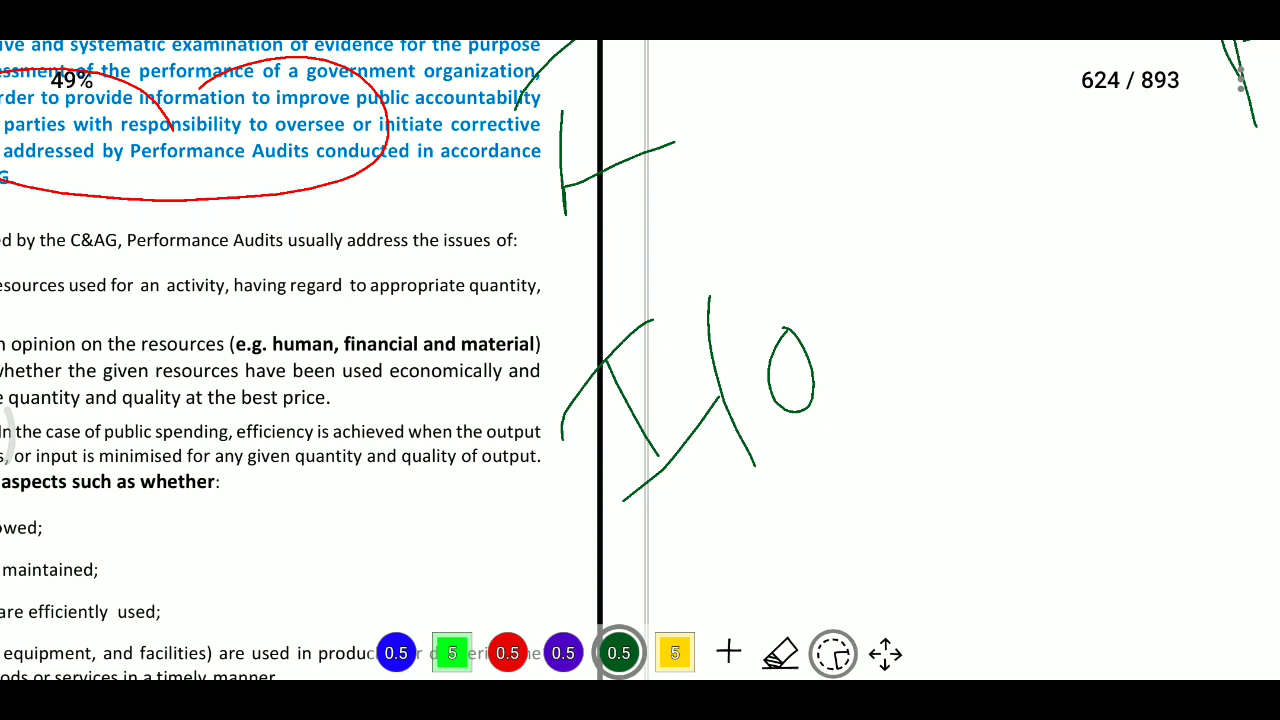 ive and systematic examination of evidence for the purpose
essment of the performance of a government organization,
49%
624 / 893
rder to provide information to improve public accountability
parties with responsibility to oversee or initiate corrective
addressed by Performance Audits conducted in accordance
G
ed by the C&AG, Performance Audits usually address the issues of:
esources used for an activity, having regard to appropriate quantity,
n opinion on the resources (e.g. human, financial and material)
whether the given resources have been used economically and
e quantity and quality at the best price.
In the case of public spending, efficiency is achieved when the output
s, or input is minimised for any given quantity and quality of output.
aspects such as whether:
owed;
maintained;
are efficiently used;
equipment, and facilities) are used in produc
ods or services in a timely manner
0.5 5 0.5 0.5 0.5 5